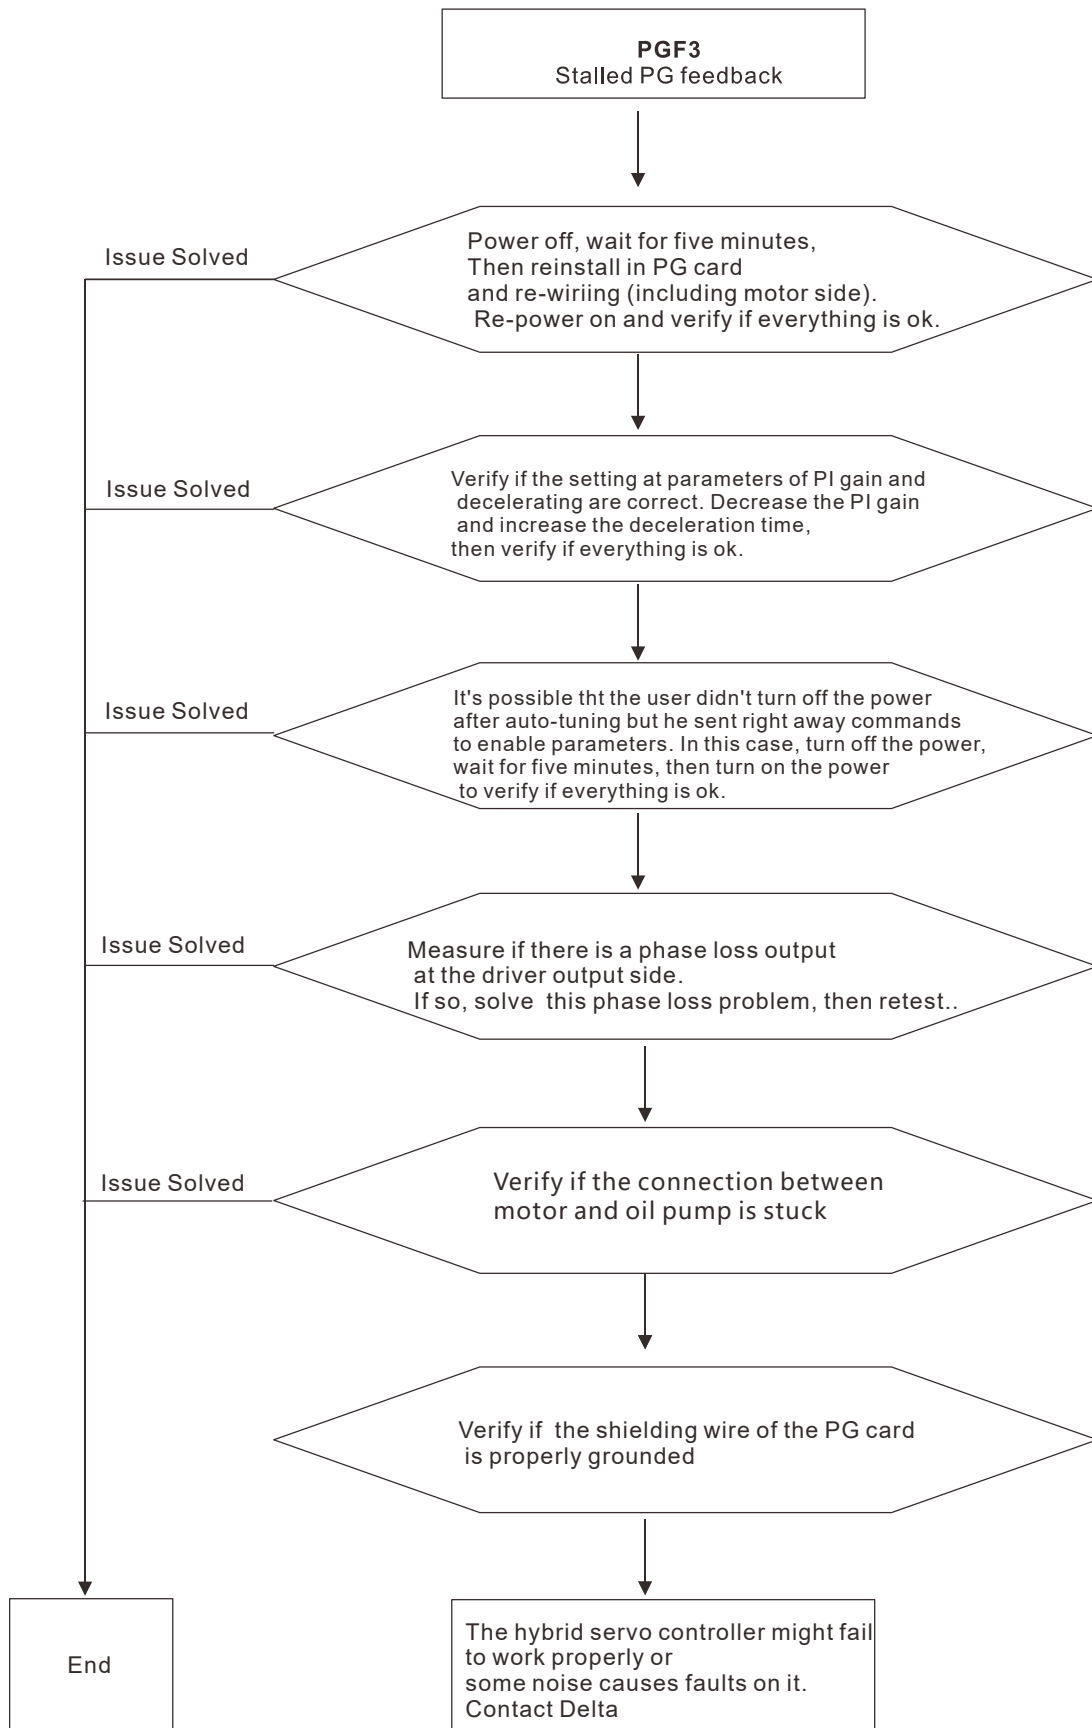 PGF3
Stalled PG feedback
Issue Solved
Power off, wait for five minutes,
Then reinstall in PG card
and re-wiriing (including motor side).
Re-power on and verify if everything is ok.
Issue Solved
Verify if the setting at parameters of PI gain and
decelerating are correct. Decrease the PI gain
and increase the deceleration time,
then verify if everything is ok.
Issue Solved
It's possible tht the user didn't turn off the power
after auto-tuning but he sent right away commands
to enable parameters. In this case, turn off the power,
wait for five minutes, then turn on the power
to verify if everything is ok.
Issue Solved
Measure if there is a phase loss output
at the driver output side.
If so, solve this phase loss problem, then retest..
Issue Solved
Verify if the connection between
motor and oil pump is stuck
Verify if the shielding wire of the PG card
is properly grounded
End
The hybrid servo controller might fail
to work properly or
some noise causes faults on it.
Contact Delta